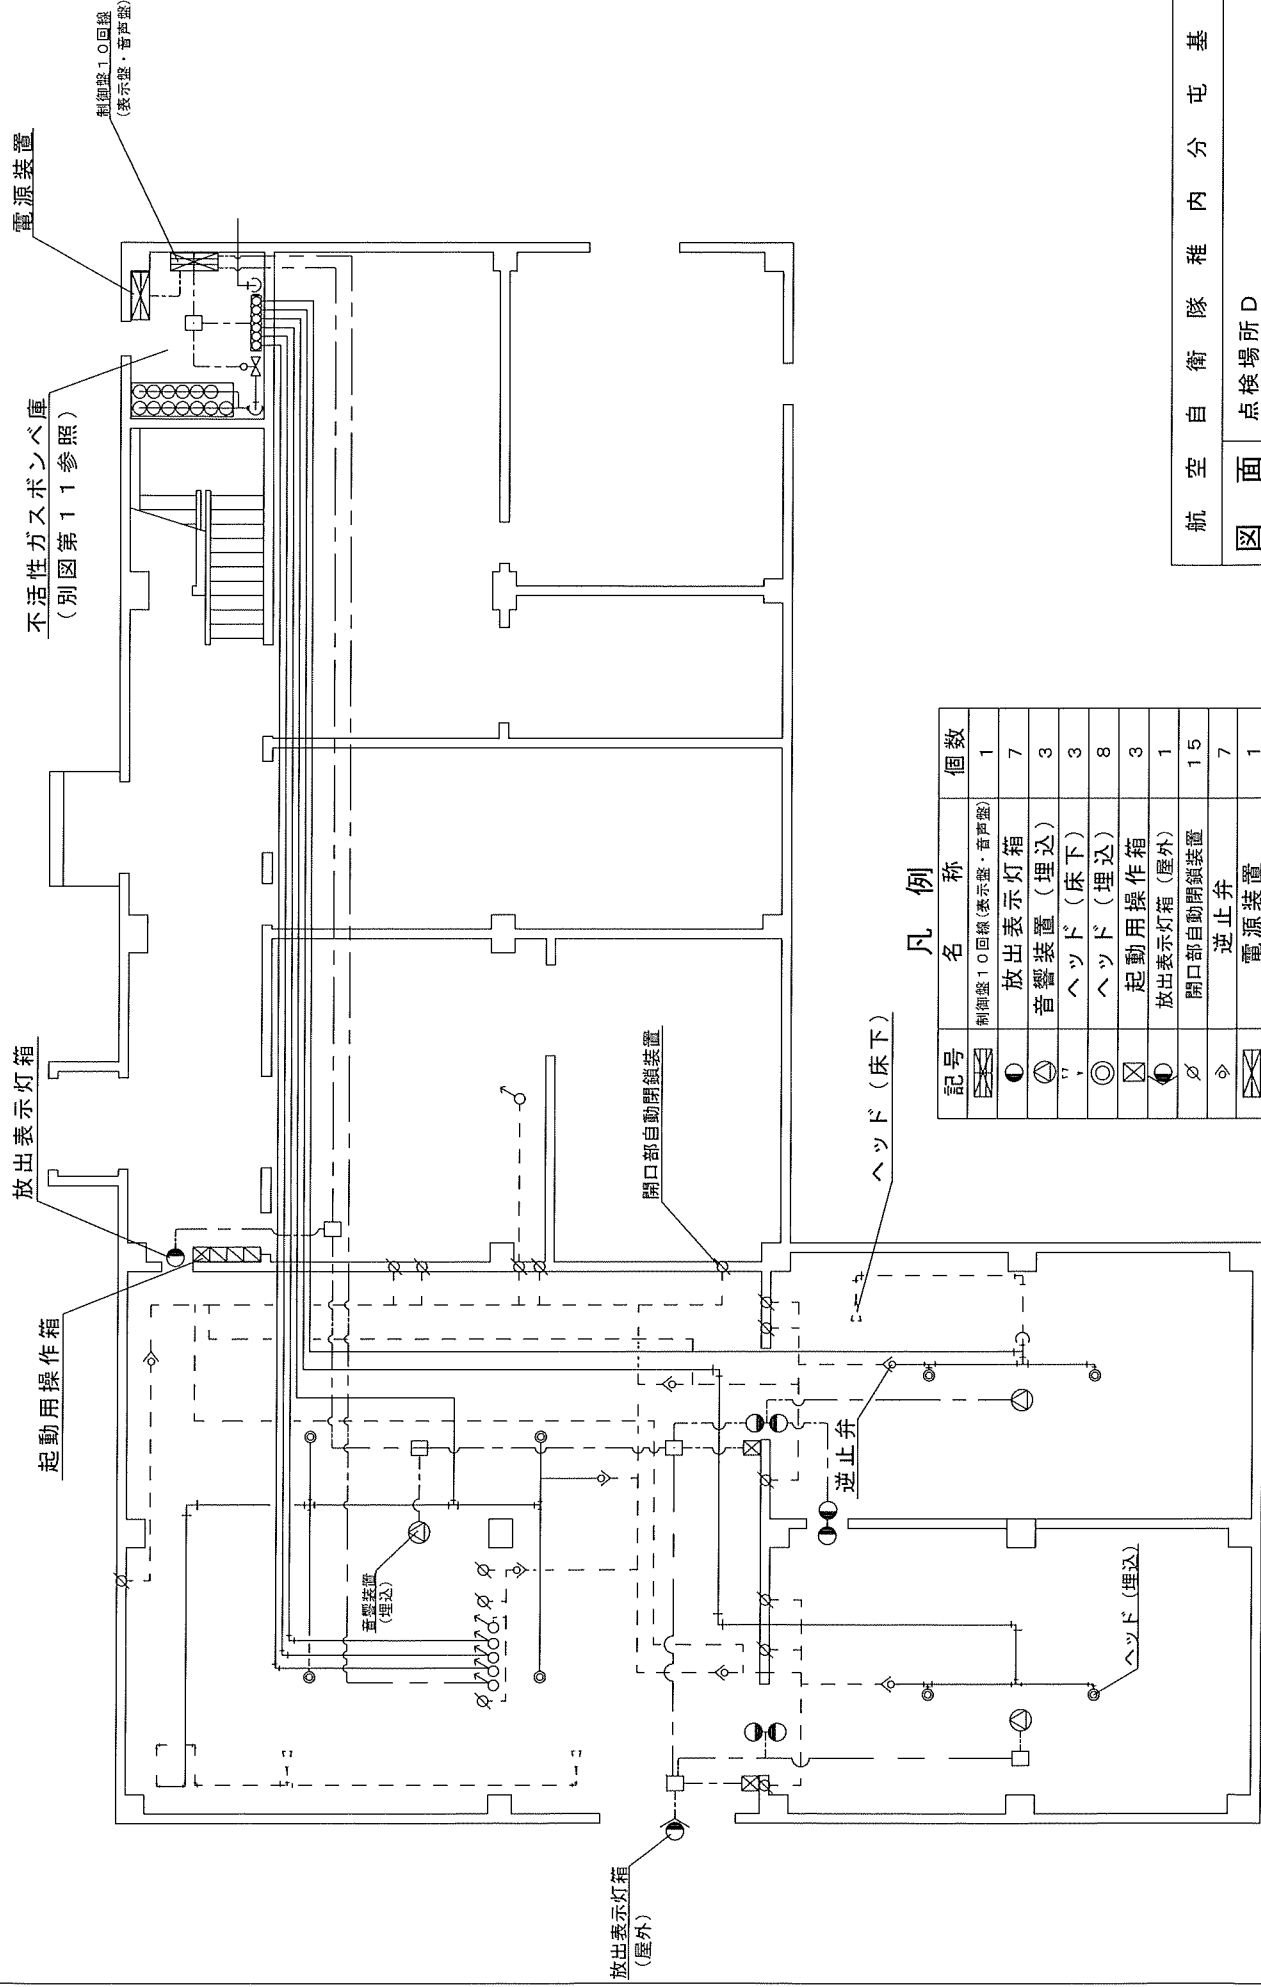 電源装置
制御盤10回線
(表示盤・音声盤)
不活性ガスボンベ庫
(別図第11参照)
放出表示灯箱
起動用操作箱
音響装置
(埋込)
開口部自動閉鎖装置
ヘッド(床下)
逆止弁
ヘッド(埋込)
放出表示灯箱
(屋外)
凡例
記号 名称 個数
制御盤10回線(表示盤・音声盤) 1
放出表示灯箱 7
音響装置(埋込) 3
ヘッド(床下) 3
ヘッド(埋込) 8
起動用操作箱 3
放出表示灯箱(屋外) 1
開口部自動閉鎖装置 15
逆止弁 7
電源装置 1
航空自衛隊稚内分屯基
図面 点検場所D